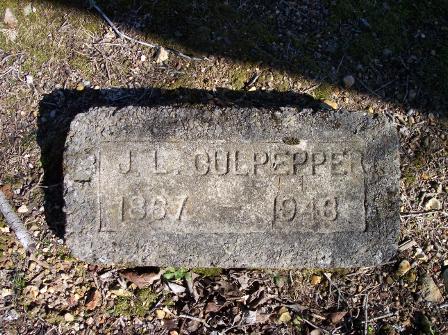 J. L. CULPEPPER
1867 — 1948